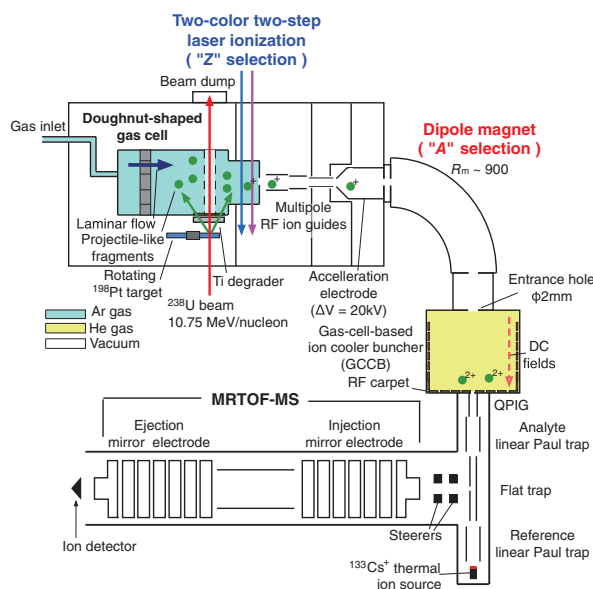 Two-color two-step
laser ionization
( "Z" selection )
Beam dump
Doughnut-shaped
gas cell
Gas inlet
Dipole magnet
( "A" selection )
Rm ~ 900
+
+
+
Laminar flow
Projectile-like
fragments
Rotating
198Pt target
Multipole
RF ion guides
Ti degrader
238U beam
10.75 MeV/nucleon
Accelleration
electrode
(ΔV = 20kV)
Entrance hole
φ2mm
Ar gas
He gas
Vacuum
Gas-cell-based
ion cooler buncher
(GCCB)
RF carpet
2+
2+
DC
fields
QPIG
MRTOF-MS
Ejection
mirror electrode
Injection
mirror electrode
Analyte
linear Paul trap
Flat trap
Steerers
Reference
linear Paul trap
Ion detector
133Cs+ thermal
ion source